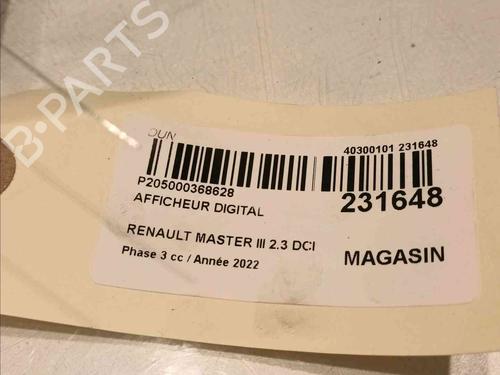 B-PARTS
OUN
40300101 231648
P205000368628
231648
AFFICHEUR DIGITAL
RENAULT MASTER III 2.3 DCI
MAGASIN
Phase 3 cc / Année 2022